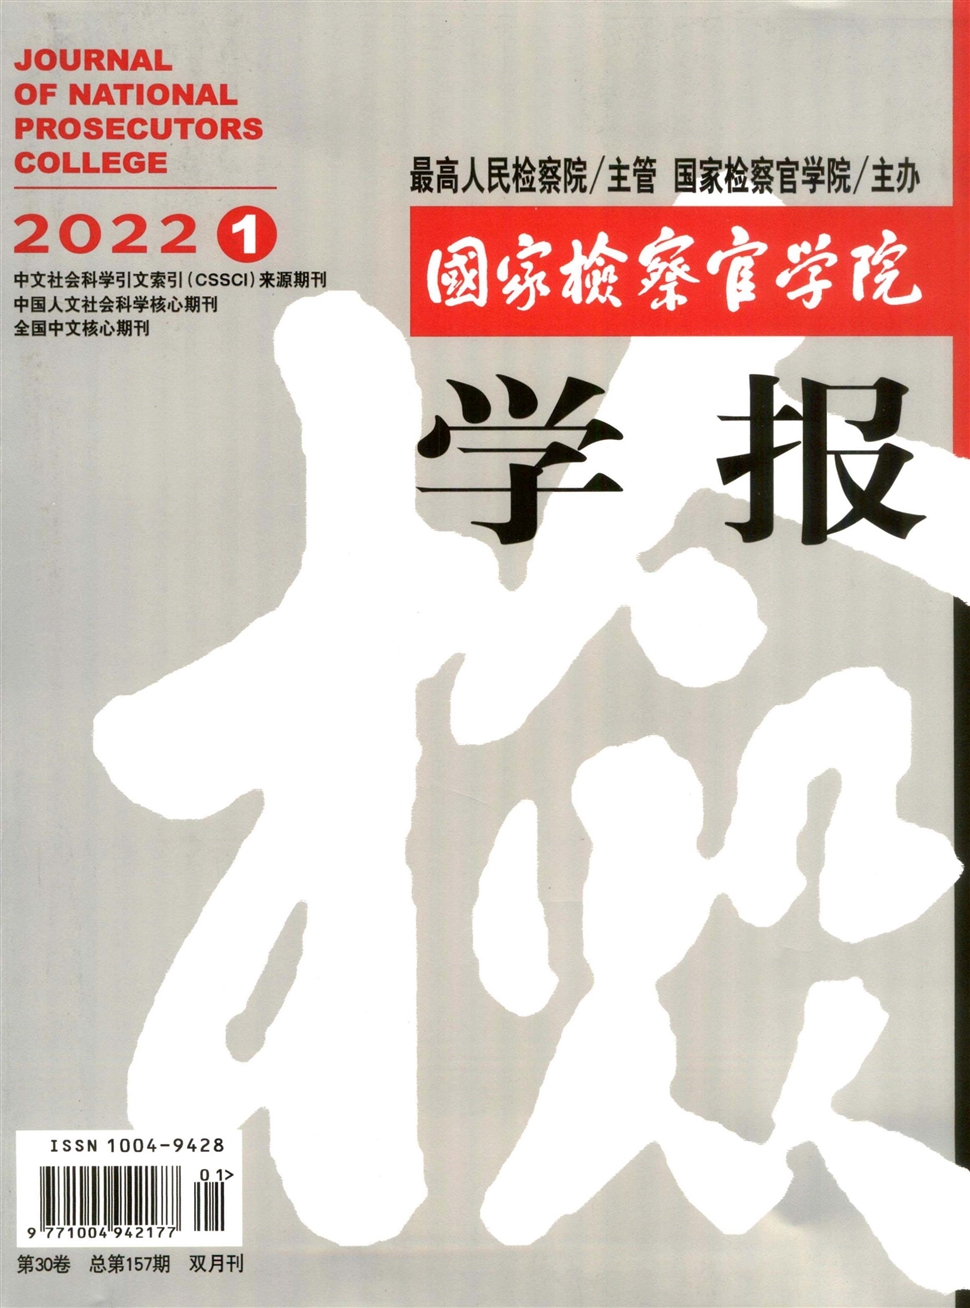 JOURNAL
OF NATIONAL
PROSECUTORS
COLLEGE
2022 1
中文社会科学引文索引(CSSCI)来源期刊
中国人文社会科学核心期刊
全国中文核心期刊
最高人民检察院/主管 国家检察官学院/主办
國家檢察官学院
学报
檢
ISSN 1004-9428
01>
9 771004 942177
第30卷 总第157期 双月刊